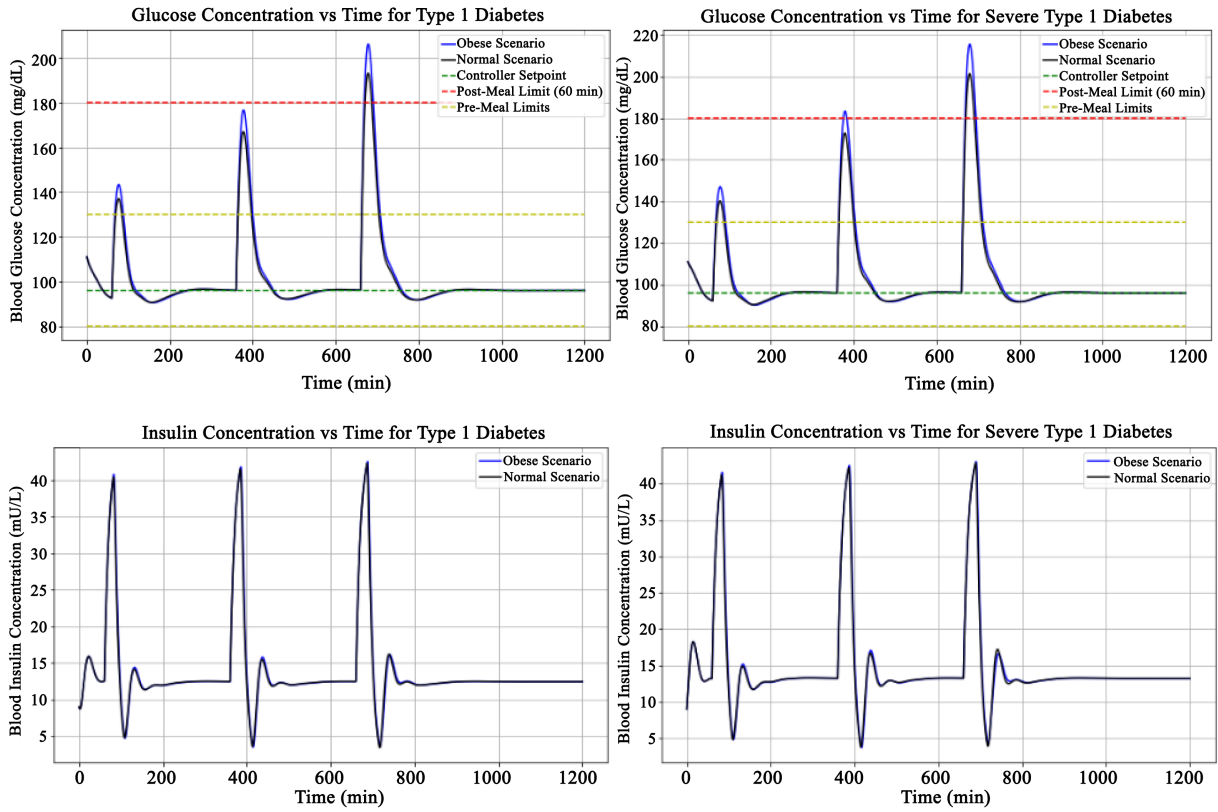 Glucose Concentration vs Time for Type 1 Diabetes
Blood Glucose Concentration (mg/dL)
200
180
160
140
120
100
80
0
200
400
600
800
1000
1200
Time (min)
Obese Scenario
Normal Scenario
Controller Setpoint
Post-Meal Limit (60 min)
Pre-Meal Limits
Glucose Concentration vs Time for Severe Type 1 Diabetes
Blood Glucose Concentration (mg/dL)
220
200
180
160
140
120
100
80
0
200
400
600
800
1000
1200
Time (min)
Obese Scenario
Normal Scenario
Controller Setpoint
Post-Meal Limit (60 min)
Pre-Meal Limits
Insulin Concentration vs Time for Type 1 Diabetes
Blood Insulin Concentration (mU/L)
40
35
30
25
20
15
10
5
0
200
400
600
800
1000
1200
Time (min)
Obese Scenario
Normal Scenario
Insulin Concentration vs Time for Severe Type 1 Diabetes
Blood Insulin Concentration (mU/L)
40
35
30
25
20
15
10
5
0
200
400
600
800
1000
1200
Time (min)
Obese Scenario
Normal Scenario